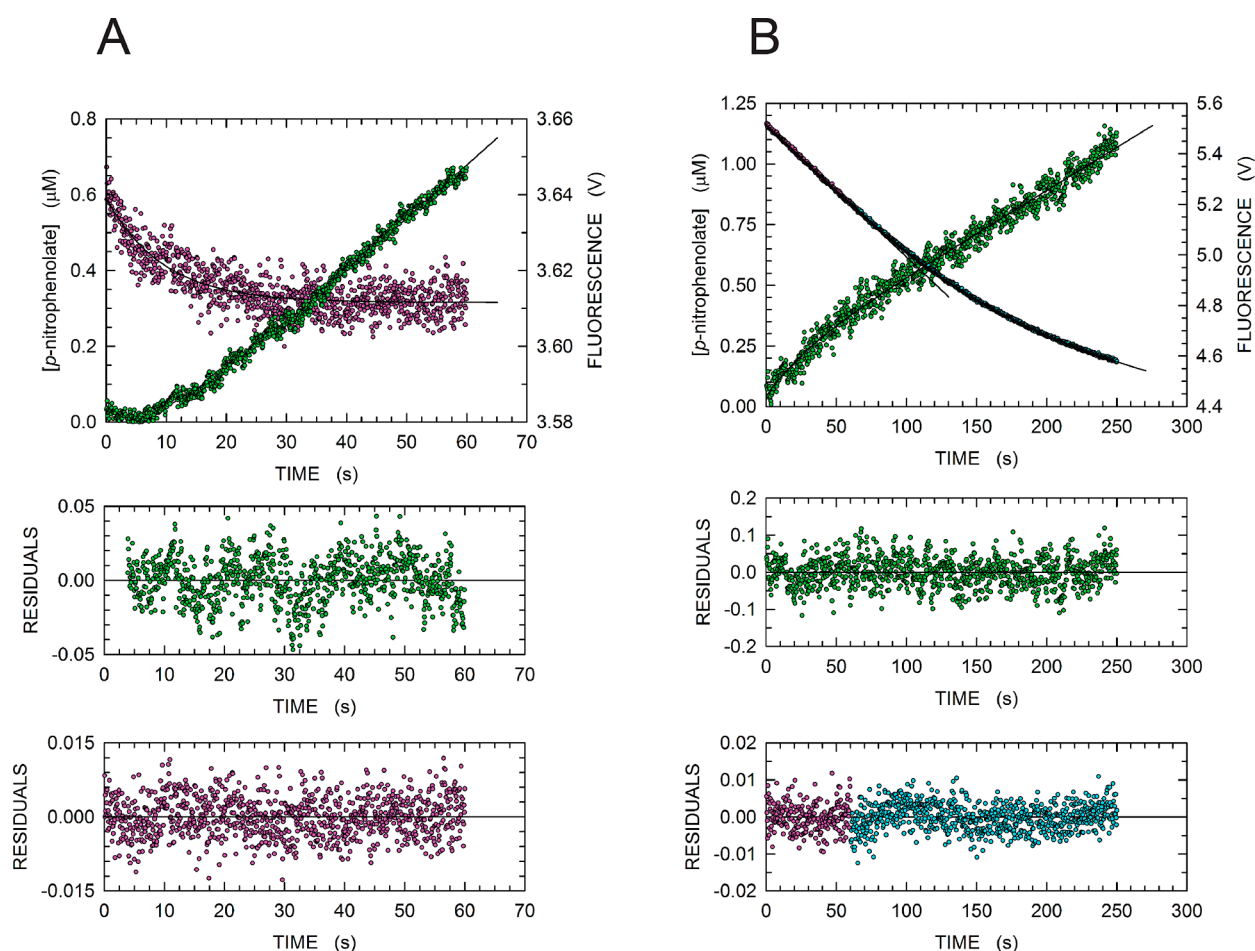 A
0.8
0.6
0.4
0.2
0.0
[p-nitrophenolate] (µM)
3.66
3.64
3.62
3.60
3.58
FLUORESCENCE (V)
0 10 20 30 40 50 60 70
TIME (s)
0.05
0.00
-0.05
RESIDUALS
0 10 20 30 40 50 60 70
TIME (s)
0.015
0.000
-0.015
RESIDUALS
0 10 20 30 40 50 60 70
TIME (s)
B
1.25
1.00
0.75
0.50
0.25
0.00
[p-nitrophenolate] (µM)
5.6
5.4
5.2
5.0
4.8
4.6
4.4
FLUORESCENCE (V)
0 50 100 150 200 250 300
TIME (s)
0.2
0.1
0.0
-0.1
-0.2
RESIDUALS
0 50 100 150 200 250 300
TIME (s)
0.02
0.01
0.00
-0.01
-0.02
RESIDUALS
0 50 100 150 200 250 300
TIME (s)